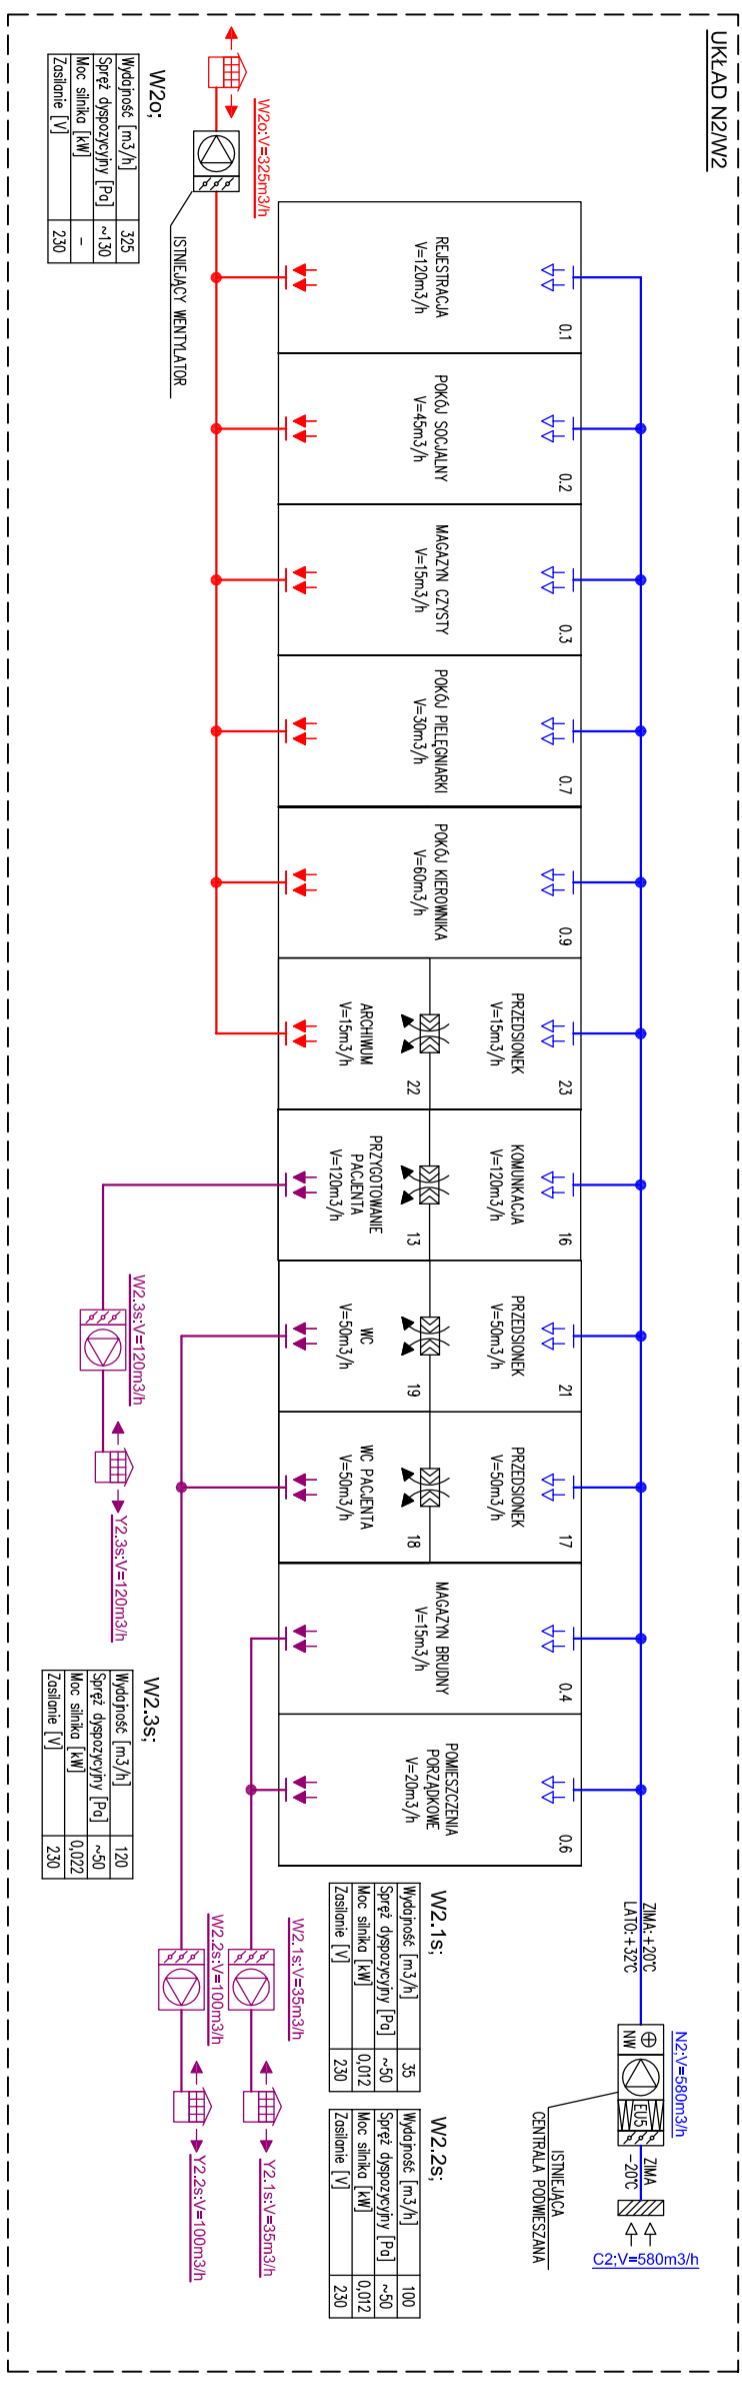 UKŁAD N2/W2
N2;V=580m3/h
C2;V=580m3/h
ZIMA:+20°C
LATO:+32°C
NW
EU5
ZIMA
-20°C
ISTNIEJĄCA
CENTRALA PODWIESZANA
0.1
REJESTRACJA
V=120m3/h
0.2
POKÓJ SOCJALNY
V=45m3/h
0.3
MAGAZYN CZYSTY
V=15m3/h
0.7
POKÓJ PIELĘGNIARKI
V=30m3/h
0.9
POKÓJ KIEROWNIKA
V=60m3/h
23
PRZEDSIONEK
V=15m3/h
22
ARCHIWUM
V=15m3/h
16
KOMUNKACJA
V=120m3/h
13
PRZYGOTOWANIE
PACJENTA
V=120m3/h
21
PRZEDSIONEK
V=50m3/h
19
WC
V=50m3/h
17
PRZEDSIONEK
V=50m3/h
18
WC PACJENTA
V=50m3/h
0.4
MAGAZYN BRUDNY
V=15m3/h
0.6
POMIESZCZENIA
PORZĄDKOWE
V=20m3/h
W2o:V=325m3/h
ISTNIEJĄCY WENTYLATOR
W2o;
Wydajność [m3/h] 325
Spręż dyspozycyjny [Pa] ~130
Moc silnika [kW] -
Zasilanie [V] 230
W2.3s:V=120m3/h
Y2.3s:V=120m3/h
W2.3s;
Wydajność [m3/h] 120
Spręż dyspozycyjny [Pa] ~50
Moc silnika [kW] 0,022
Zasilanie [V] 230
W2.1s;
Wydajność [m3/h] 35
Spręż dyspozycyjny [Pa] ~50
Moc silnika [kW] 0,012
Zasilanie [V] 230
W2.2s;
Wydajność [m3/h] 100
Spręż dyspozycyjny [Pa] ~50
Moc silnika [kW] 0,012
Zasilanie [V] 230
W2.1s:V=35m3/h
Y2.1s:V=35m3/h
W2.2s:V=100m3/h
Y2.2s:V=100m3/h